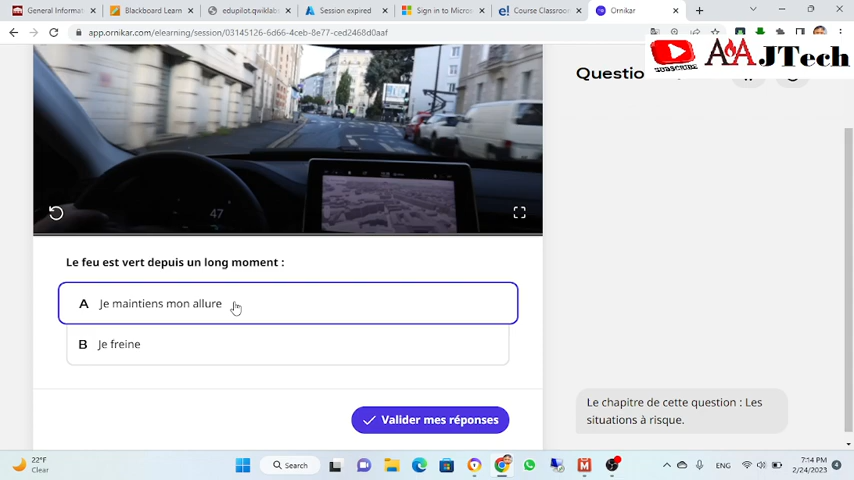 General Informat
Blackboard Learn
edupilot.qwiklab
Session expired
Sign in to Micros
Course Classroom
Ornikar
app.ornikar.com/elearning/session/03145126-6d66-4ceb-8e77-ced2468d0aaf
SUBSCRIBE
AAJTech
Questio
47
Le feu est vert depuis un long moment :
A Je maintiens mon allure
B Je freine
Valider mes réponses
Le chapitre de cette question : Les
situations à risque.
22°F
Clear
Search
ENG
7:14 PM
2/24/2023